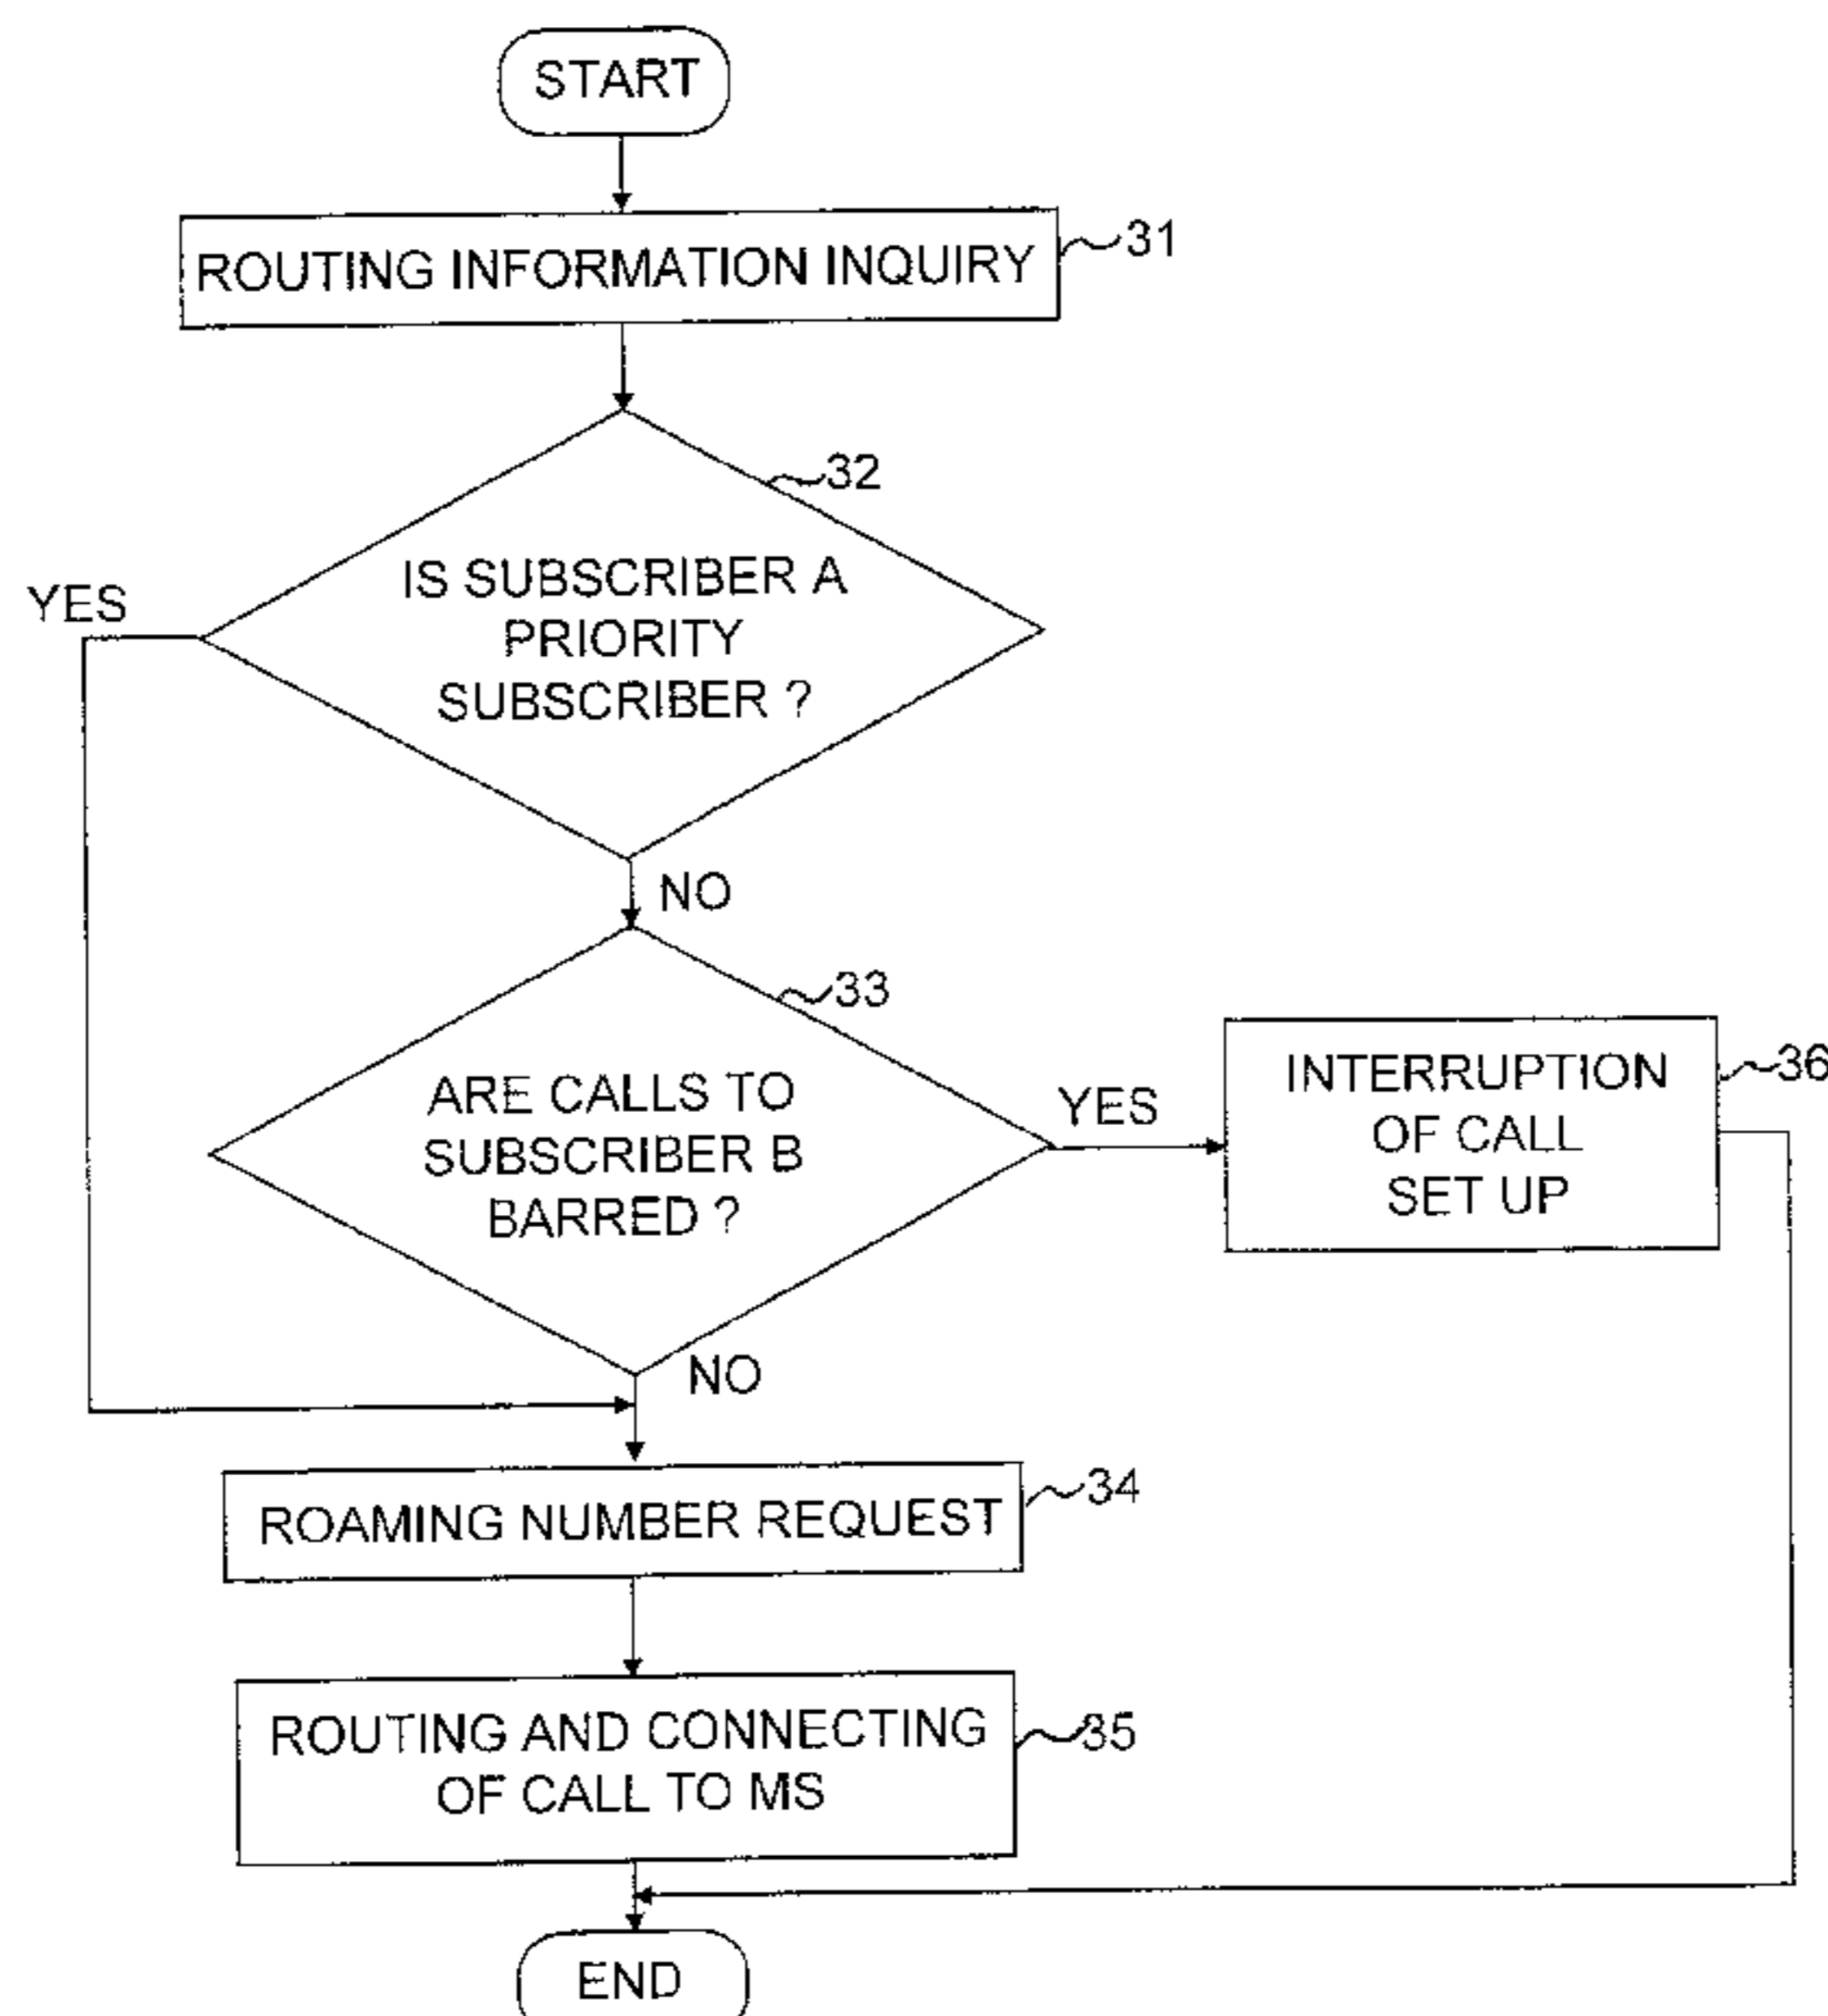 START
ROUTING INFORMATION INQUIRY
31
32
IS SUBSCRIBER A
PRIORITY
SUBSCRIBER ?
YES
NO
33
ARE CALLS TO
SUBSCRIBER B
BARRED ?
YES
INTERRUPTION
OF CALL
SET UP
36
NO
ROAMING NUMBER REQUEST
34
ROUTING AND CONNECTING
OF CALL TO MS
35
END